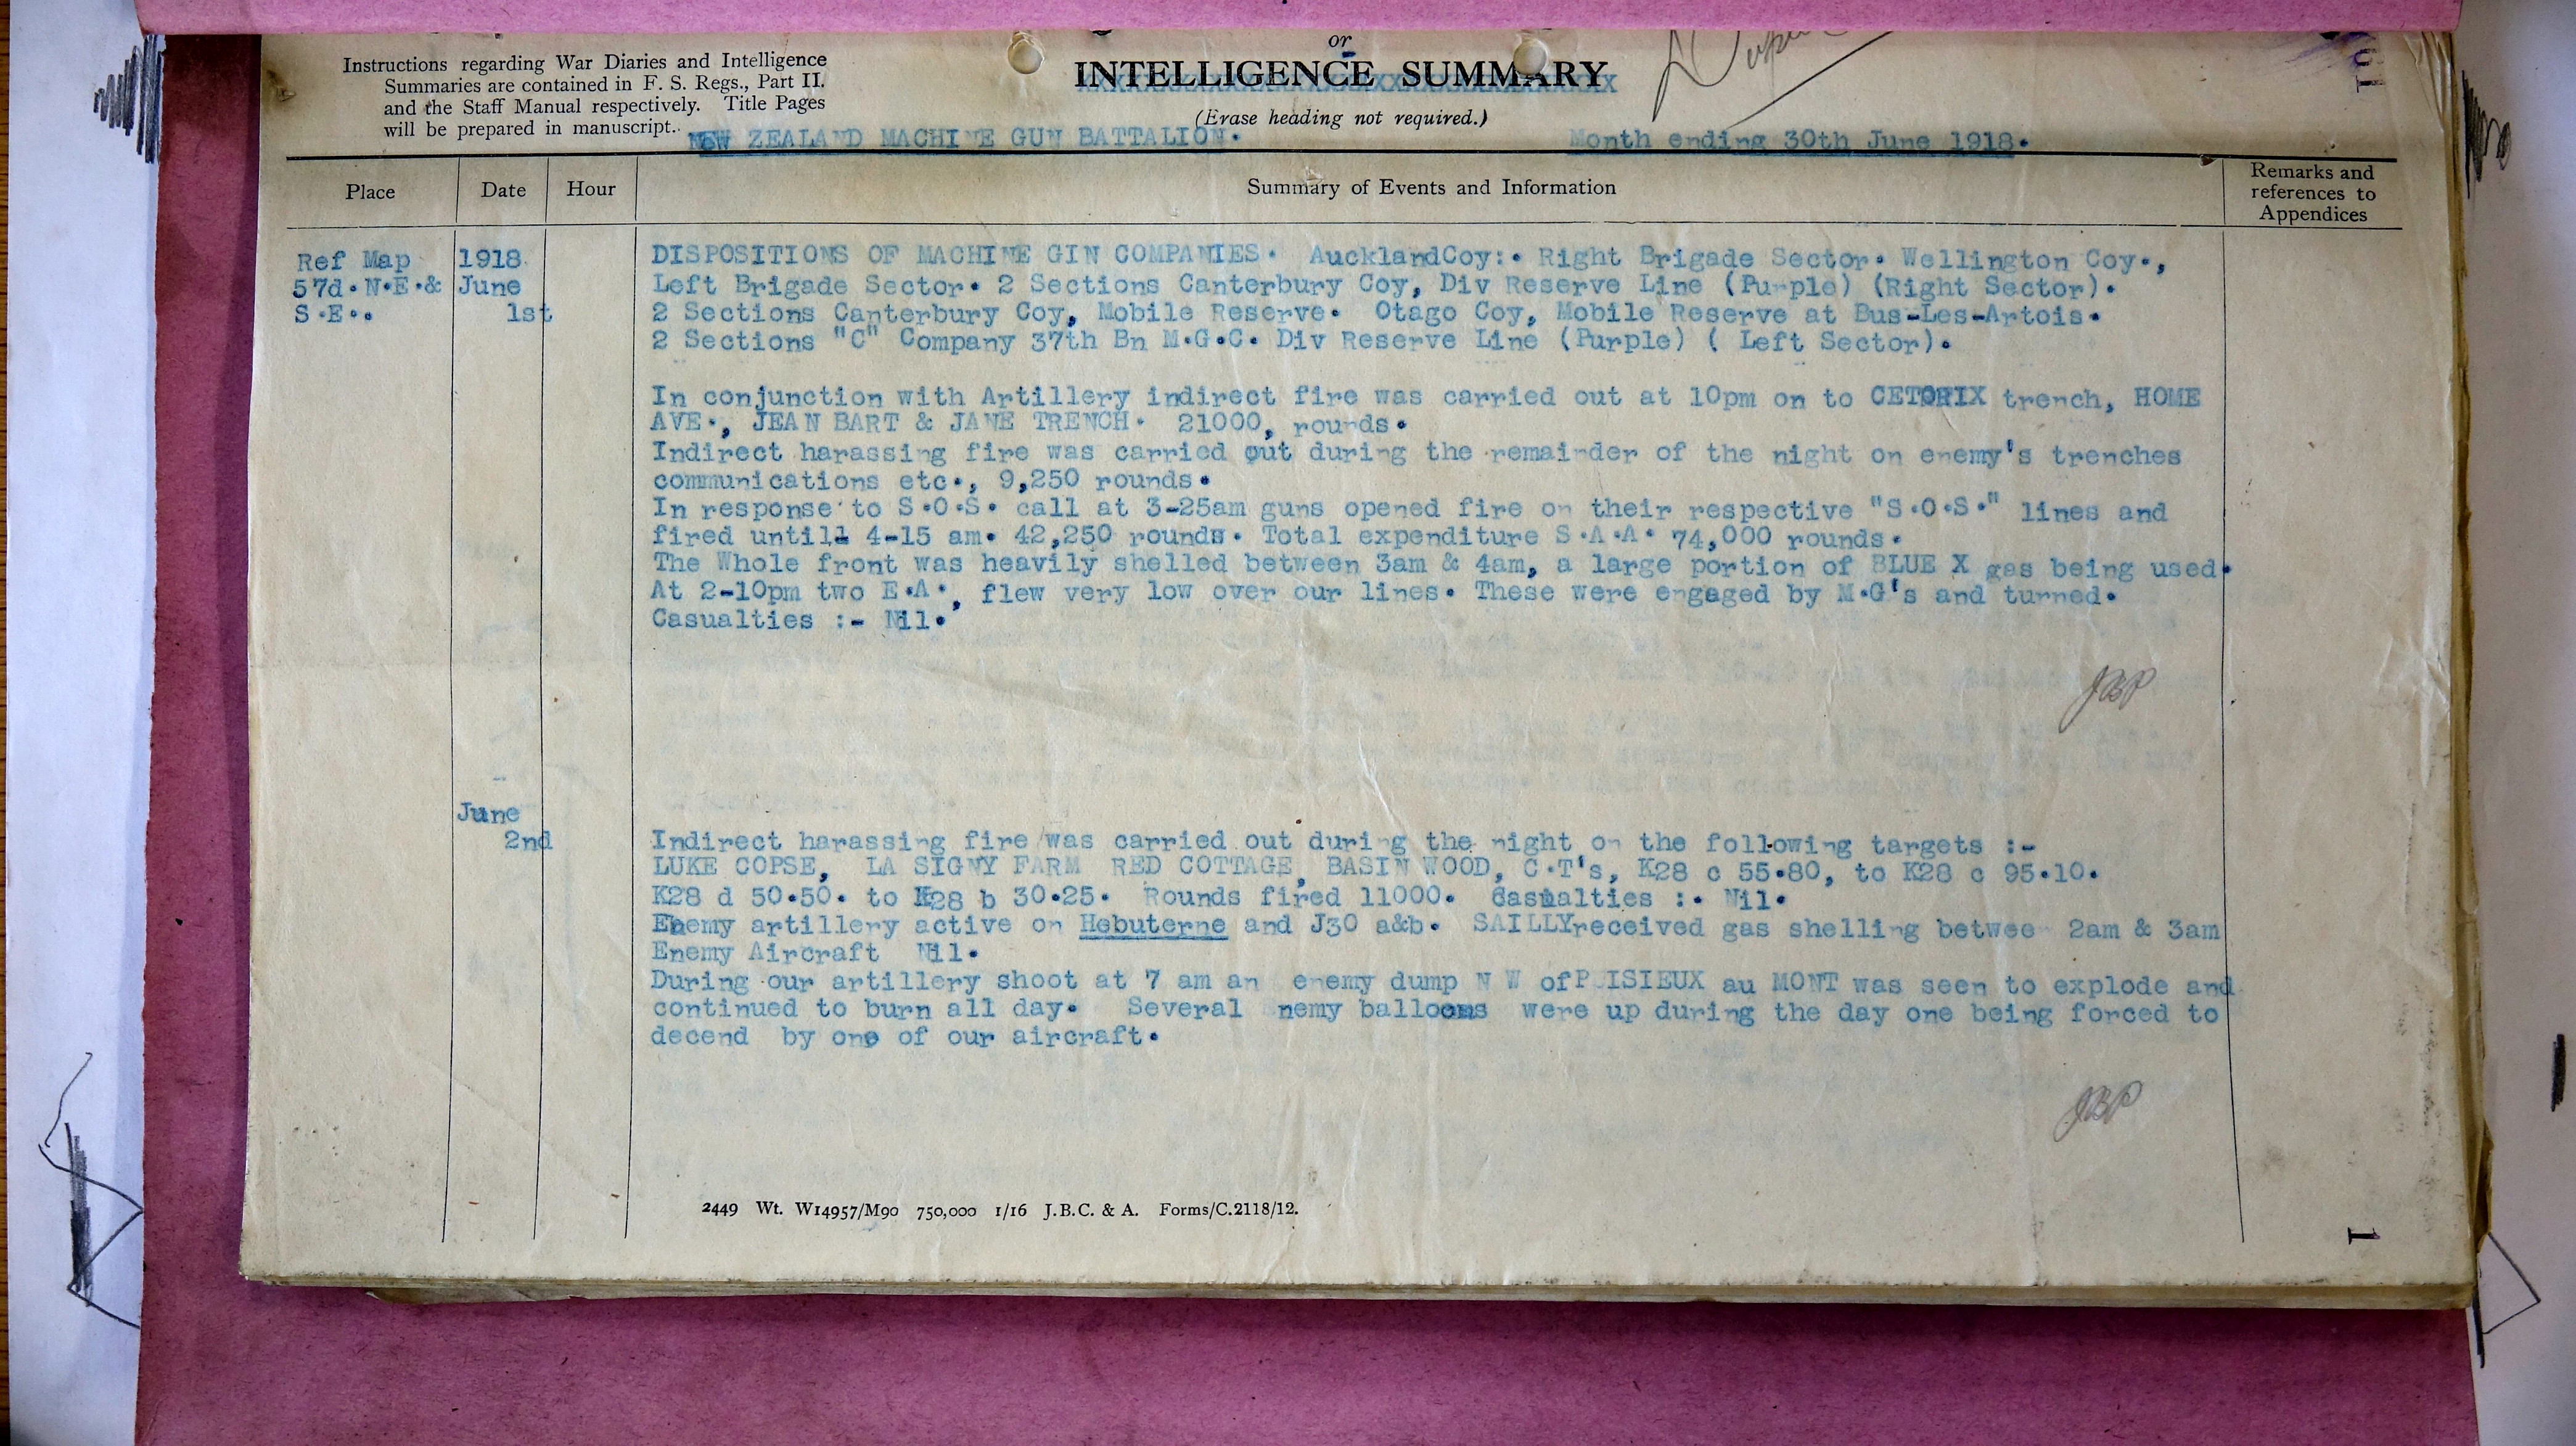 or
Instructions regarding War Diaries and Intelligence
Summaries are contained in F. S. Regs., Part II.
and the Staff Manual respectively. Title Pages
will be prepared in manuscript.
INTELLIGENCE SUMMARY
(Erase heading not required.)
NEW ZEALAND MACHINE GUN BATTALION.
Month ending 30th June 1918.
Place
Date
Hour
Summary of Events and Information
Remarks and
references to
Appendices
Ref Map
57d.N.E.&
S.E..
1918.
June
1st
DISPOSITIONS OF MACHINE GIN COMPANIES. AucklandCoy:. Right Brigade Sector. Wellington Coy.,
Left Brigade Sector. 2 Sections Canterbury Coy, Div Reserve Line (Purple) (Right Sector).
2 Sections Canterbury Coy, Mobile Reserve. Otago Coy, Mobile Reserve at Bus-Les-Artois.
2 Sections "C" Company 37th Bn M.G.C. Div Reserve Line (Purple) ( Left Sector).
In conjunction with Artillery indirect fire was carried out at 10pm on to CETORIX trench, HOME
AVE., JEAN BART & JANE TRENCH. 21000, rounds.
Indirect harassing fire was carried out during the remainder of the night on enemy's trenches
communications etc., 9,250 rounds.
In response to S.O.S. call at 3-25am guns opened fire on their respective "S.O.S." lines and
fired untill 4-15 am. 42,250 rounds. Total expenditure S.A.A. 74,000 rounds.
The Whole front was heavily shelled between 3am & 4am, a large portion of BLUE X gas being used.
At 2-10pm two E.A., flew very low over our lines. These were engaged by M.G's and turned.
Casualties :- Nil.
JBP
June
2nd
Indirect harassing fire was carried out during the night on the following targets :-
LUKE COPSE, LA SIGNY FARM RED COTTAGE, BASIN WOOD, C.T's, K28 c 55.80, to K28 c 95.10.
K28 d 50.50. to K28 b 30.25. Rounds fired 11000. Casualties :. Nil.
Enemy artillery active on Hebuterne and J30 a&b. SAILLYreceived gas shelling betwee 2am & 3am
Enemy Aircraft Nil.
During our artillery shoot at 7 am an enemy dump N W ofP ISIEUX au MONT was seen to explode and
continued to burn all day. Several nemy balloons were up during the day one being forced to
decend by one of our aircraft.
JBP
2449 Wt. W14957/M90 750,000 1/16 J.B.C. & A. Forms/C.2118/12.
1